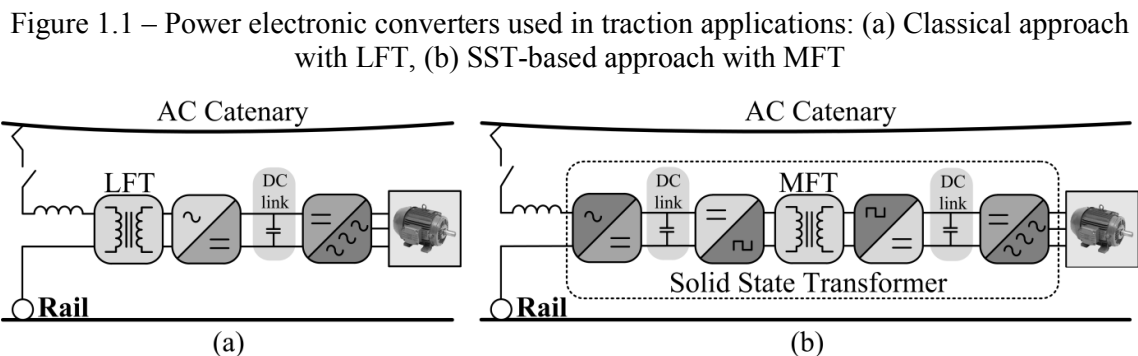 Figure 1.1 – Power electronic converters used in traction applications: (a) Classical approach
with LFT, (b) SST-based approach with MFT
AC Catenary
LFT
DC
link
Rail
(a)
AC Catenary
DC
link
MFT
DC
link
Solid State Transformer
Rail
(b)